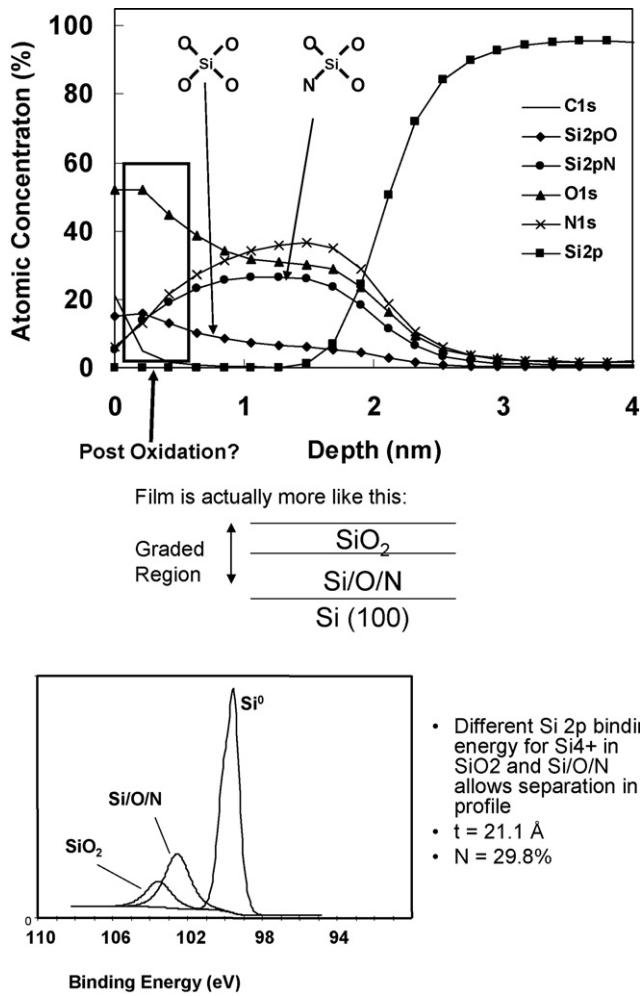 100
80
60
40
20
0
Atomic Concentraton (%)
O O
Si
O O
O O
Si
N O
C1s
Si2pO
Si2pN
O1s
N1s
Si2p
0 1 2 3 4
Post Oxidation? Depth (nm)
Film is actually more like this:
Graded
Region
SiO₂
Si/O/N
Si (100)
Si⁰
Si/O/N
SiO₂
0
110 106 102 98 94
Binding Energy (eV)
• Different Si 2p bindin
energy for Si4+ in
SiO2 and Si/O/N
allows separation in
profile
• t = 21.1 Å
• N = 29.8%